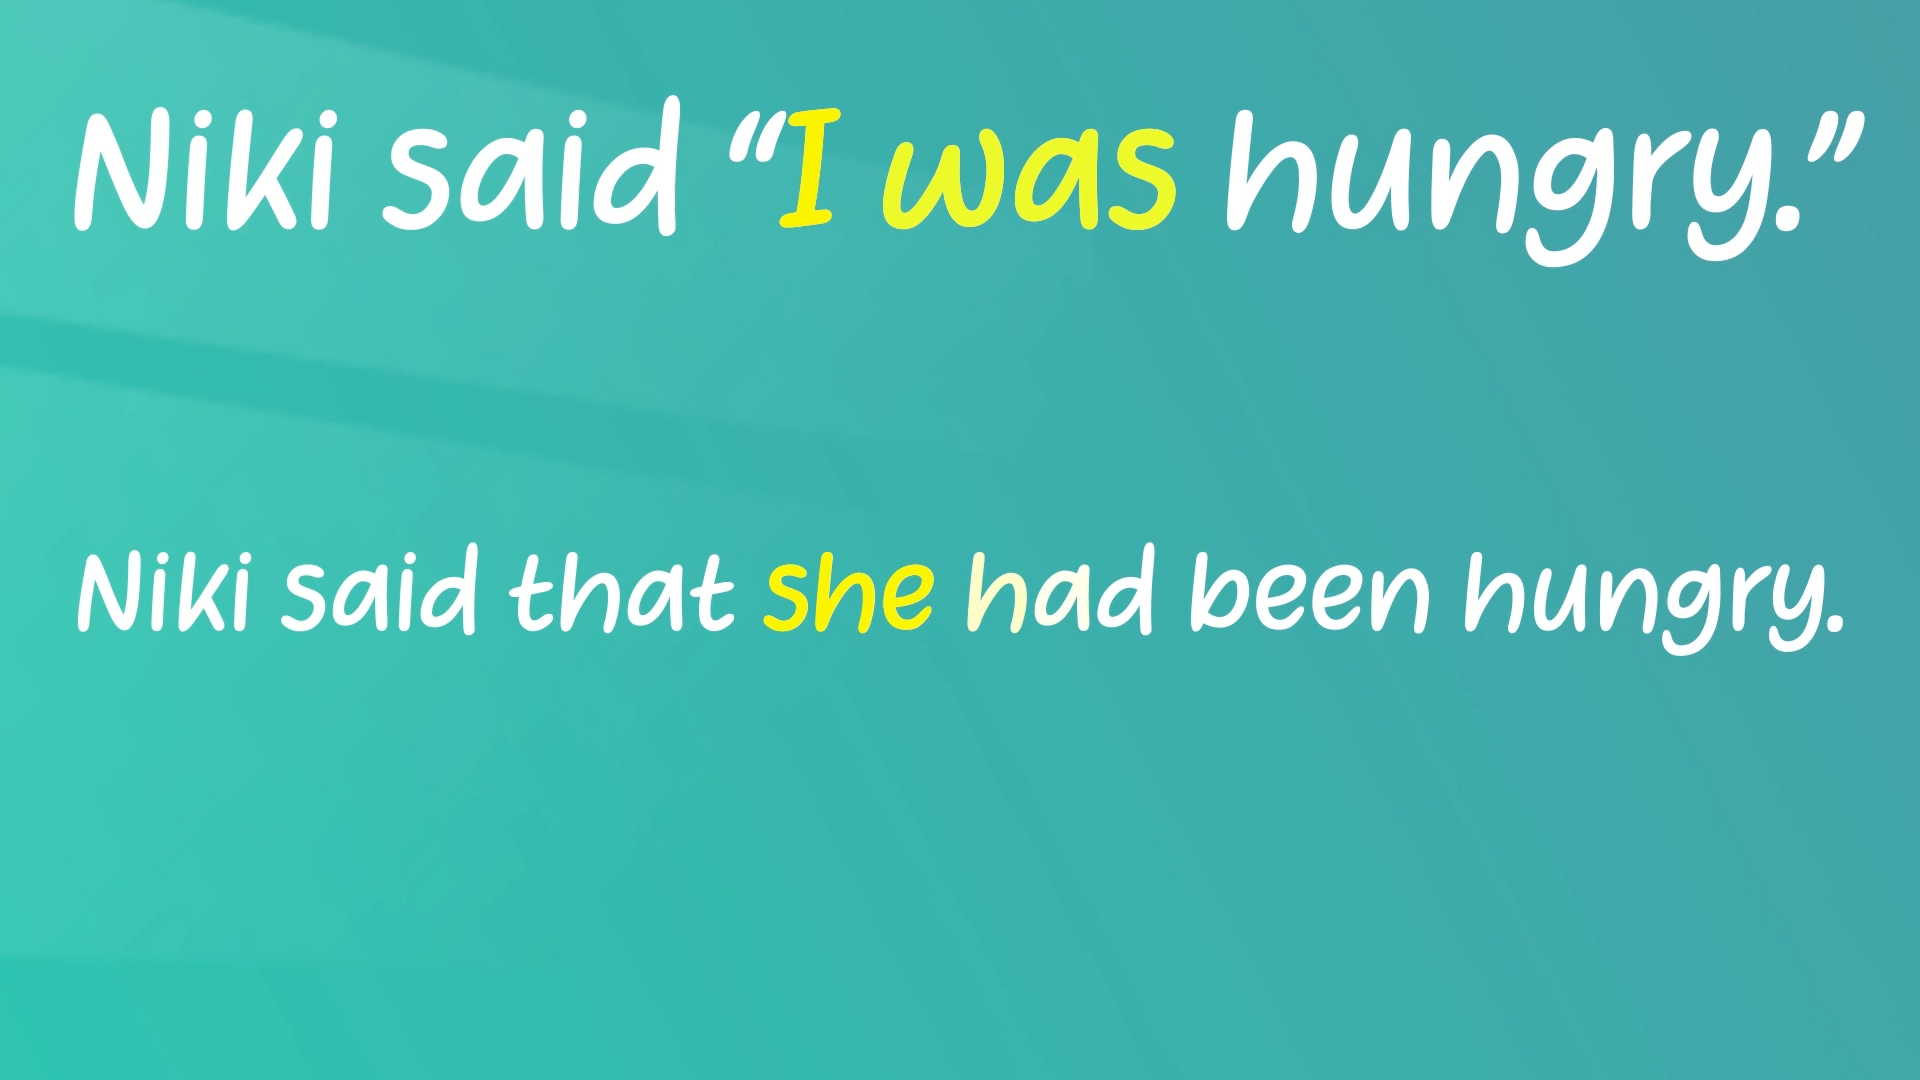 Niki said “I was hungry.”
Niki said that she had been hungry.